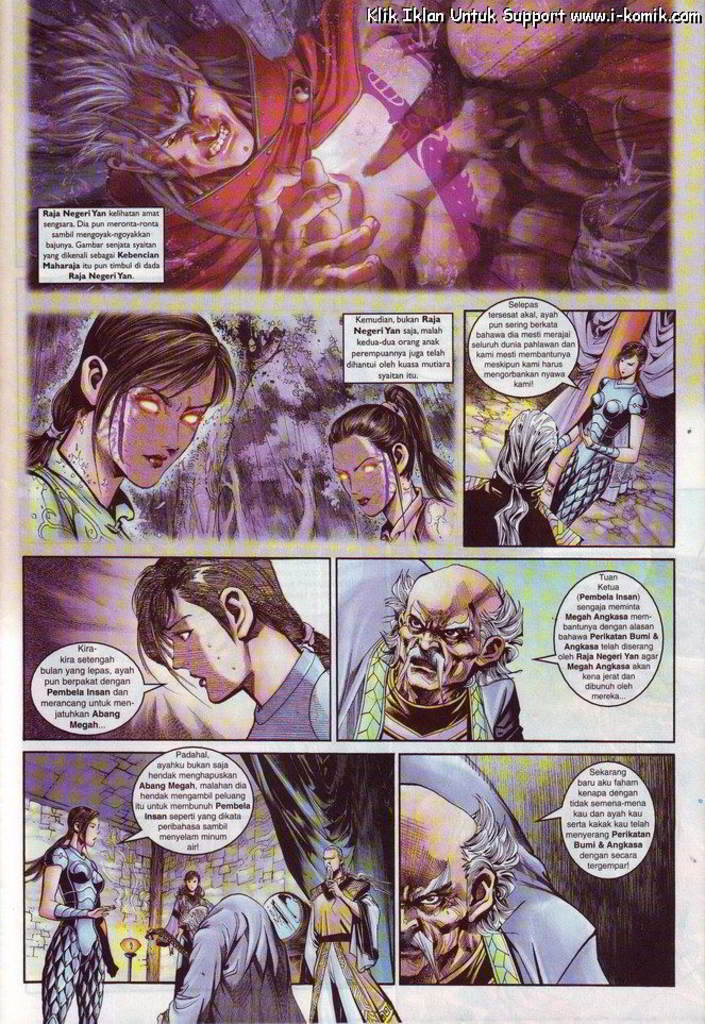 Klik Iklan Untuk Support www.i-komik.com
Raja Negeri Yan kelihatan amat
sengsara. Dia pun meronta-ronta
sambil mengoyak-ngoyakkan
bajunya. Gambar senjata syaitan
yang dikenali sebagai Kebencian
Maharaja itu pun timbul di dada
Raja Negeri Yan.
Kemudian, bukan Raja
Negeri Yan saja, malah
kedua-dua orang anak
perempuannya juga telah
dihantui oleh kuasa mutiara
syaitan itu.
Selepas
tersesat akal, ayah
pun sering berkata
bahawa dia mesti merajai
seluruh dunia pahlawan dan
kami mesti membantunya
meskipun kami harus
mengorbankan nyawa
kami!
Kira-
kira setengah
bulan yang lepas, ayah
pun berpakat dengan
Pembela Insan dan
merancang untuk men-
jatuhkan Abang
Megah...
Tuan
Ketua
(Pembela Insan)
sengaja meminta
Megah Angkasa mem-
bantunya dengan alasan
bahawa Perikatan Bumi &
Angkasa telah diserang
oleh Raja Negeri Yan agar
Megah Angkasa akan
kena jerat dan
dibunuh oleh
mereka...
Padahal,
ayahku bukan saja
hendak menghapuskan
Abang Megah, malahan dia
hendak mengambil peluang
itu untuk membunuh Pembela
Insan seperti yang dikata
peribahasa sambil
menyelam minum
air!
Sekarang
baru aku faham
kenapa dengan
tidak semena-mena
kau dan ayah kau
serta kakak kau telah
menyerang Perikatan
Bumi & Angkasa
dengan secara
tergempar!